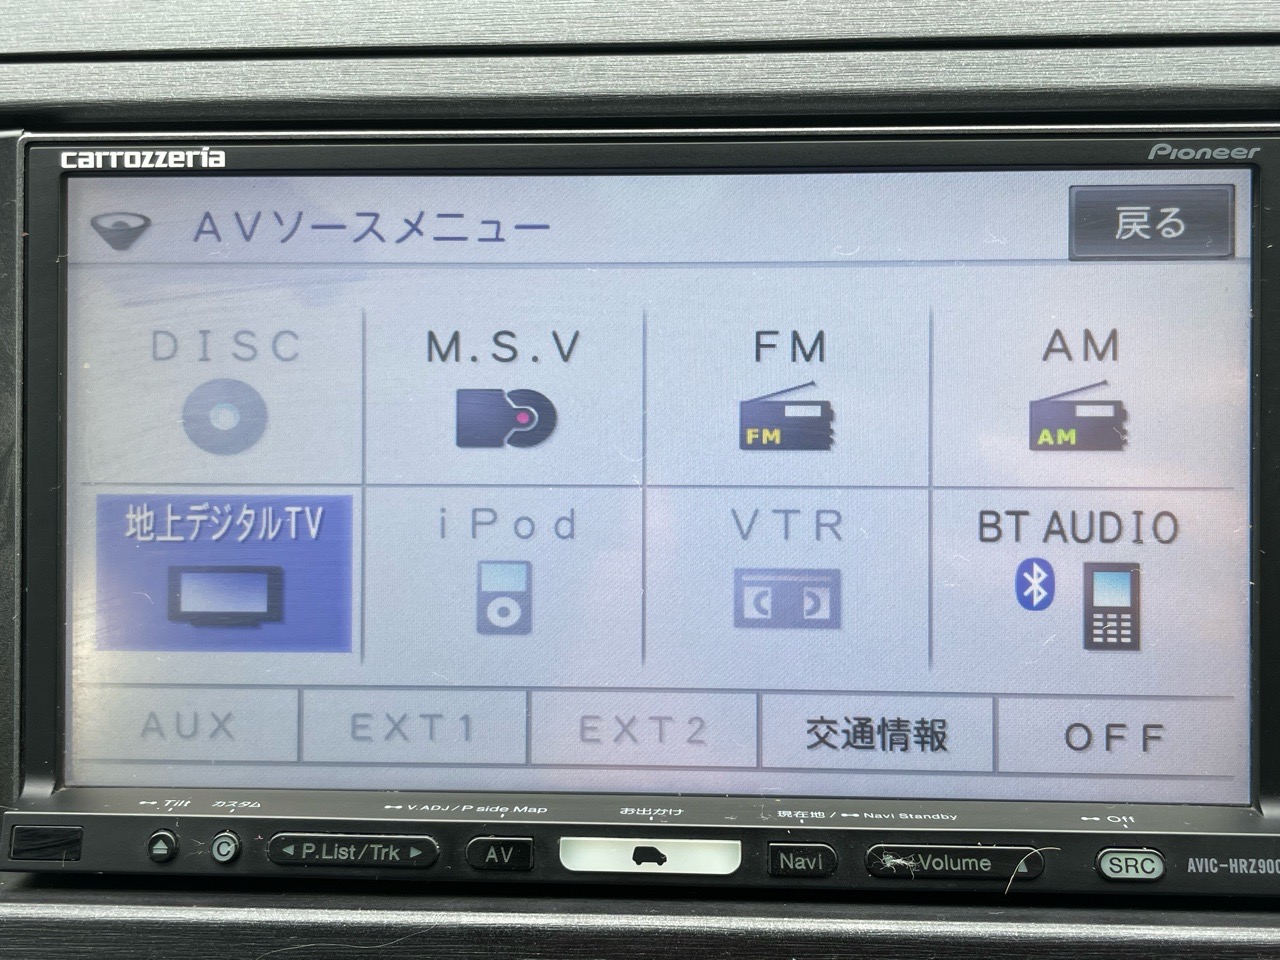 carrozzeria
Pioneer
AVソースメニュー
戻る
DISC
M.S.V
FM
AM
FM
AM
地上デジタルTV
iPod
VTR
BT AUDIO
AUX
EXT1
EXT2
交通情報
OFF
Tilt
カスタム
V.ADJ/P side Map
お出かけ
現在地 / Navi Standby
Off
C
P.List/Trk
AV
Navi
Volume
SRC
AVIC-HRZ900